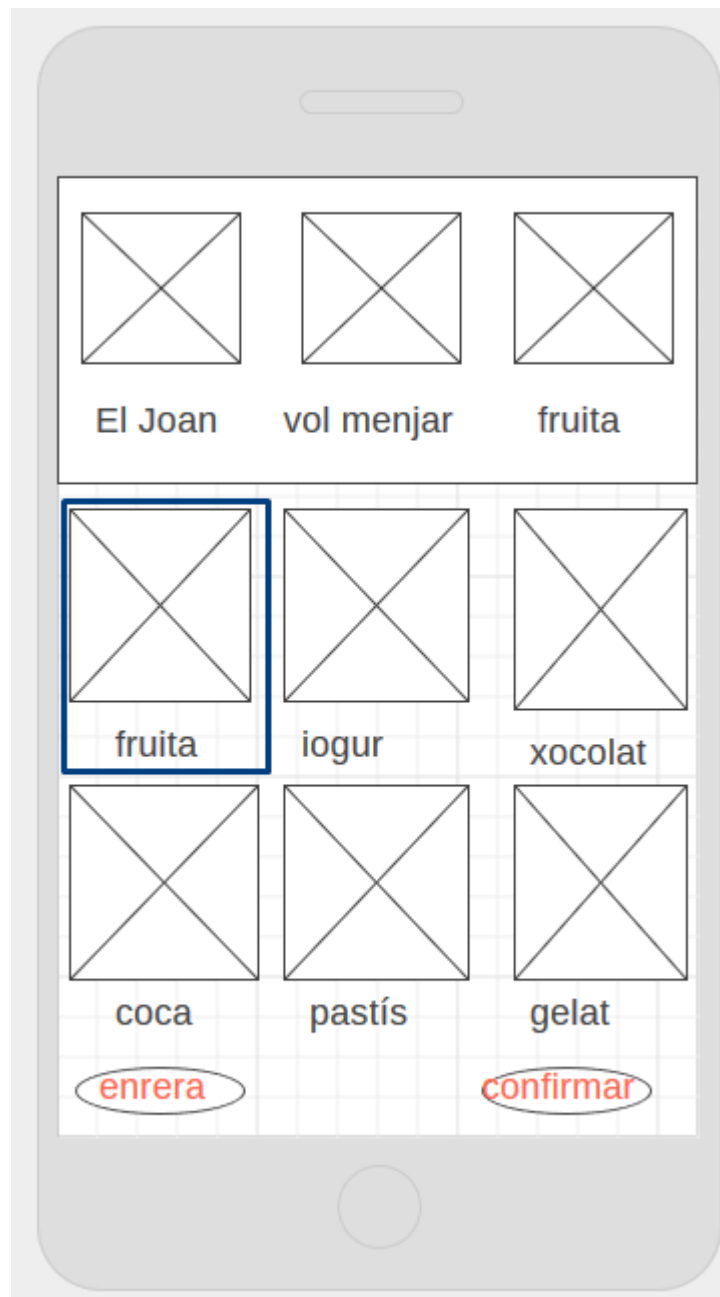 El Joan vol menjar fruita
fruita iogur xocolat
coca pastís gelat
enrera confirmar